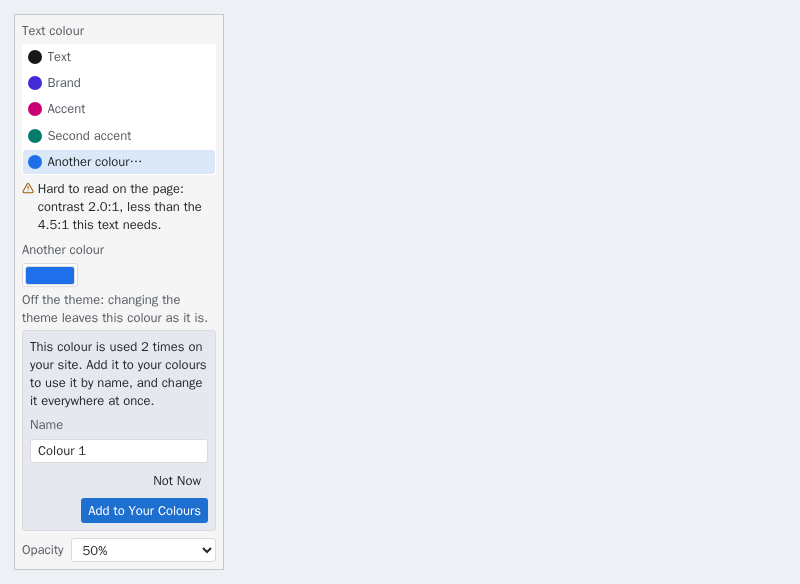 Text colour
Text
Brand
Accent
Second accent
Another colour…
Hard to read on the page:
contrast 2.0:1, less than the
4.5:1 this text needs.
Another colour
Off the theme: changing the
theme leaves this colour as it is.
This colour is used 2 times on
your site. Add it to your colours
to use it by name, and change
it everywhere at once.
Name
Colour 1
Not Now
Add to Your Colours
Opacity 50%